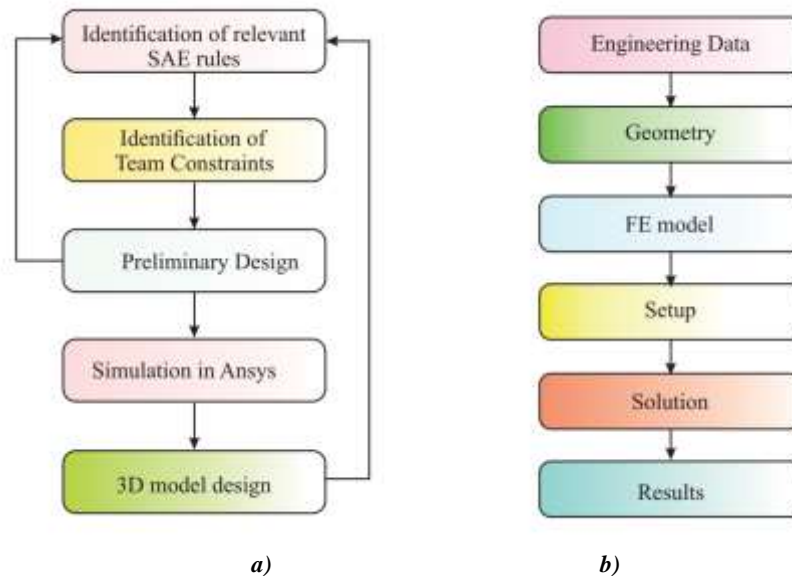 Identification of relevant
SAE rules
Identification of
Team Constraints
Preliminary Design
Simulation in Ansys
3D model design
a)
Engineering Data
Geometry
FE model
Setup
Solution
Results
b)